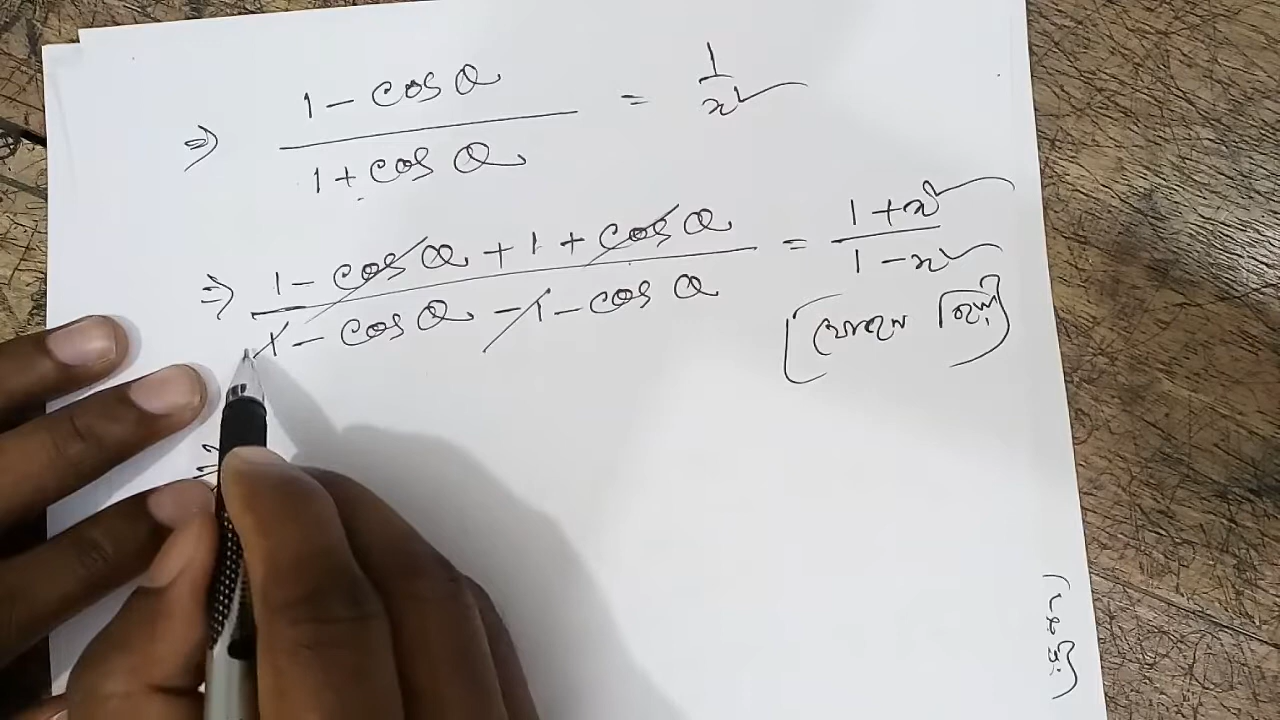 ⇒ (1 - cos θ) / (1 + cos θ) = 1 / x²
⇒ (1 - cos θ + 1 + cos θ) / (1 - cos θ - 1 - cos θ) = (1 + x²) / (1 - x²)
[যোজন বিয়োজন]